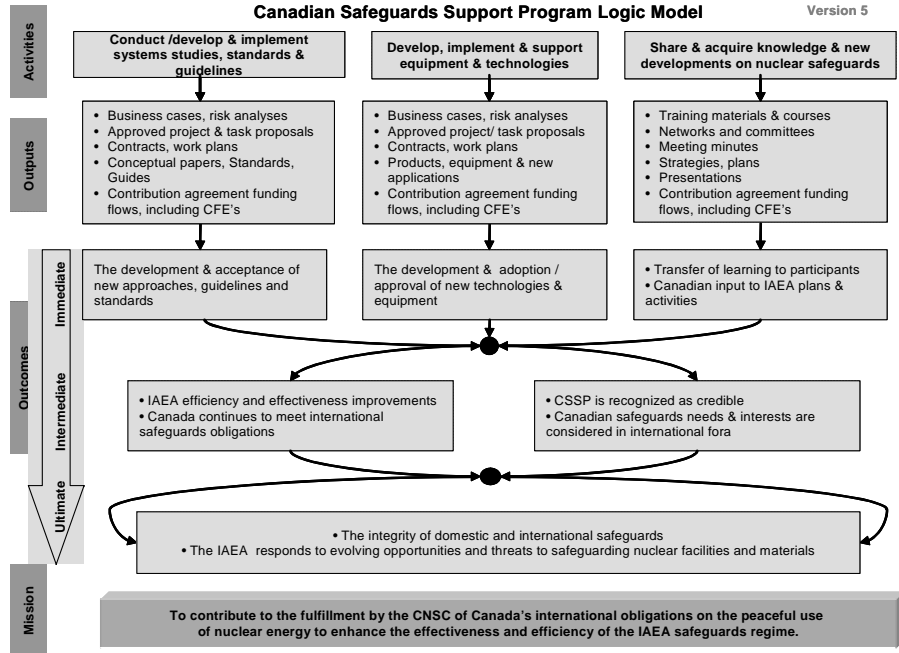 Canadian Safeguards Support Program Logic Model
Version 5
Activities
Conduct /develop & implement
systems studies, standards &
guidelines
Develop, implement & support
equipment & technologies
Share & acquire knowledge & new
developments on nuclear safeguards
Outputs
• Business cases, risk analyses
• Approved project & task proposals
• Contracts, work plans
• Conceptual papers, Standards,
Guides
• Contribution agreement funding
flows, including CFE's
• Business cases, risk analyses
• Approved project/ task proposals
• Contracts, work plans
• Products, equipment & new
applications
• Contribution agreement funding
flows, including CFE's
• Training materials & courses
• Networks and committees
• Meeting minutes
• Strategies, plans
• Presentations
• Contribution agreement funding
flows, including CFE's
Outcomes
Immediate
The development & acceptance of
new approaches, guidelines and
standards
The development & adoption /
approval of new technologies &
equipment
• Transfer of learning to participants
• Canadian input to IAEA plans &
activities
Intermediate
• IAEA efficiency and effectiveness improvements
• Canada continues to meet international
safeguards obligations
• CSSP is recognized as credible
• Canadian safeguards needs & interests are
considered in international fora
Ultimate
• The integrity of domestic and international safeguards
• The IAEA responds to evolving opportunities and threats to safeguarding nuclear facilities and materials
Mission
To contribute to the fulfillment by the CNSC of Canada's international obligations on the peaceful use
of nuclear energy to enhance the effectiveness and efficiency of the IAEA safeguards regime.